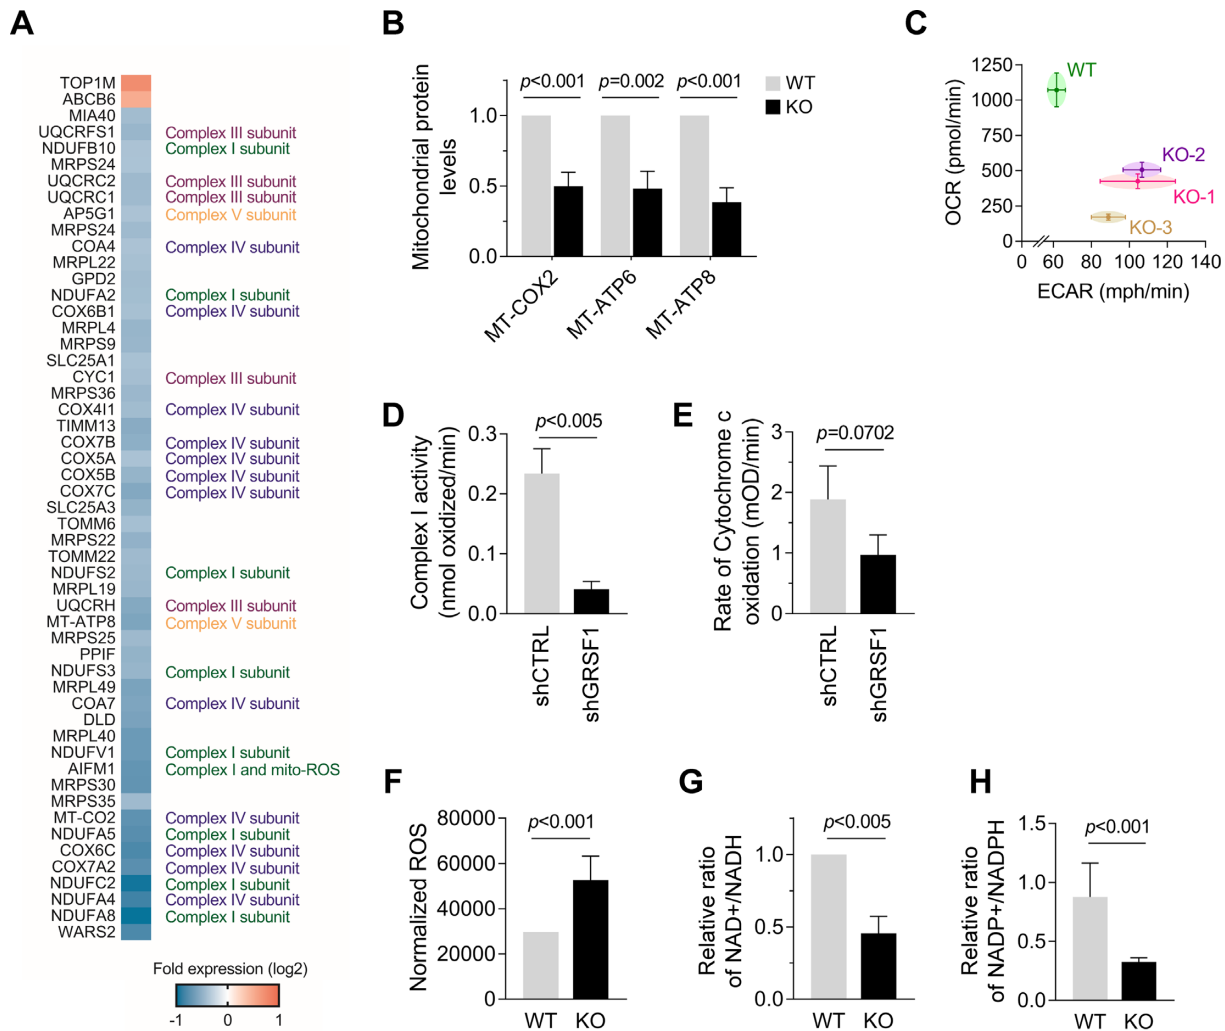 A
TOP1M
ABCB6
MIA40
UQCRFS1 Complex III subunit
NDUFB10 Complex I subunit
MRPS24
UQCRC2 Complex III subunit
UQCRC1 Complex III subunit
AP5G1 Complex V subunit
MRPS24
COA4 Complex IV subunit
MRPL22
GPD2
NDUFA2 Complex I subunit
COX6B1 Complex IV subunit
MRPL4
MRPS9
SLC25A1
CYC1 Complex III subunit
MRPS36
COX4I1 Complex IV subunit
TIMM13
COX7B Complex IV subunit
COX5A Complex IV subunit
COX5B Complex IV subunit
COX7C Complex IV subunit
SLC25A3
TOMM6
MRPS22
TOMM22
NDUFS2 Complex I subunit
MRPL19
UQCRH Complex III subunit
MT-ATP8 Complex V subunit
MRPS25
PPIF
NDUFS3 Complex I subunit
MRPL49
COA7 Complex IV subunit
DLD
MRPL40
NDUFV1 Complex I subunit
AIFM1 Complex I and mito-ROS
MRPS30
MRPS35
MT-CO2 Complex IV subunit
NDUFA5 Complex I subunit
COX6C Complex IV subunit
COX7A2 Complex IV subunit
NDUFC2 Complex I subunit
NDUFA4 Complex IV subunit
NDUFA8 Complex I subunit
WARS2
Fold expression (log2)
-1 0 1
B
Mitochondrial protein
levels
p<0.001 p=0.002 p<0.001
WT
KO
1.0
0.5
0.0
MT-COX2 MT-ATP6 MT-ATP8
C
OCR (pmol/min)
1250
1000
750
500
250
0
WT
KO-2
KO-1
KO-3
0 60 80 100 120 140
ECAR (mph/min)
D
Complex I activity
(nmol oxidized/min)
p<0.005
0.3
0.2
0.1
0.0
shCTRL shGRSF1
E
Rate of Cytochrome c
oxidation (mOD/min)
p=0.0702
3
2
1
0
shCTRL shGRSF1
F
Normalized ROS
p<0.001
80000
60000
40000
20000
0
WT KO
G
Relative ratio
of NAD+/NADH
p<0.005
1.0
0.5
0.0
WT KO
H
Relative ratio
of NADP+/NADPH
p<0.001
1.5
1.0
0.5
0.0
WT KO